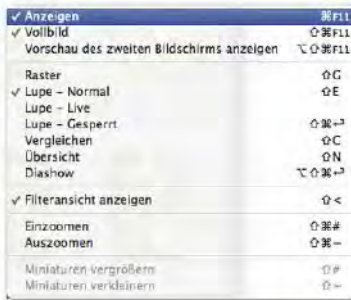 ✓ Anzeigen ⌘F11
✓ Vollbild ⇧⌘F11
Vorschau des zweiten Bildschirms anzeigen ⌥⇧⌘F11
Raster ⇧G
✓ Lupe – Normal ⇧E
Lupe – Live
Lupe – Gesperrt ⇧⌘↩
Vergleichen ⇧C
Übersicht ⇧N
Diashow ⌥⇧⌘↩
✓ Filteransicht anzeigen ⇧<
Einzoomen ⇧⌘#
Auszoomen ⇧⌘–
Miniaturen vergrößern ⇧#
Miniaturen verkleinern ⇧–